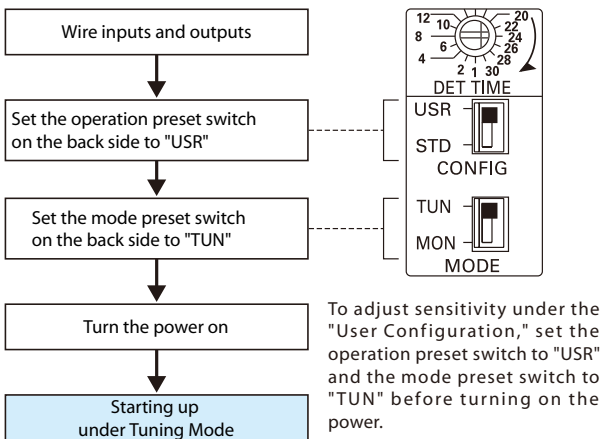 Wire inputs and outputs
Set the operation preset switch
on the back side to "USR"
Set the mode preset switch
on the back side to "TUN"
Turn the power on
Starting up
under Tuning Mode
12
10
8
6
4
2
1
30
28
26
24
22
20
DET TIME
USR
STD
CONFIG
TUN
MON
MODE
To adjust sensitivity under the
"User Configuration," set the
operation preset switch to "USR"
and the mode preset switch to
"TUN" before turning on the
power.